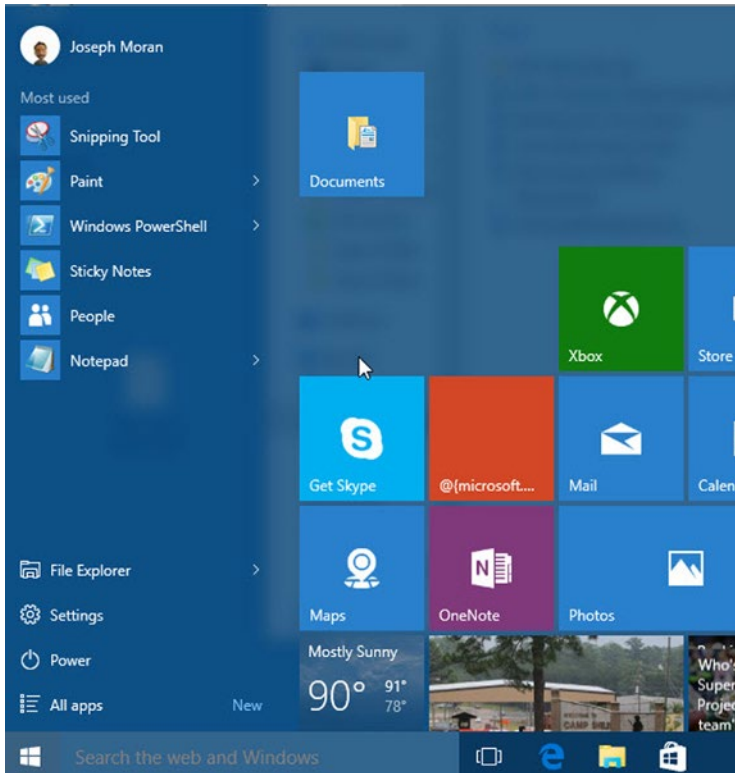 Joseph Moran
Most used
Snipping Tool
Paint
Windows PowerShell
Sticky Notes
People
Notepad
File Explorer
Settings
Power
All apps
New
Documents
Xbox
Store
Get Skype
@{microsoft....
Mail
Calen
Maps
OneNote
Photos
Mostly Sunny
90° 91°
78°
Who's
Super
Projec
team'
Search the web and Windows